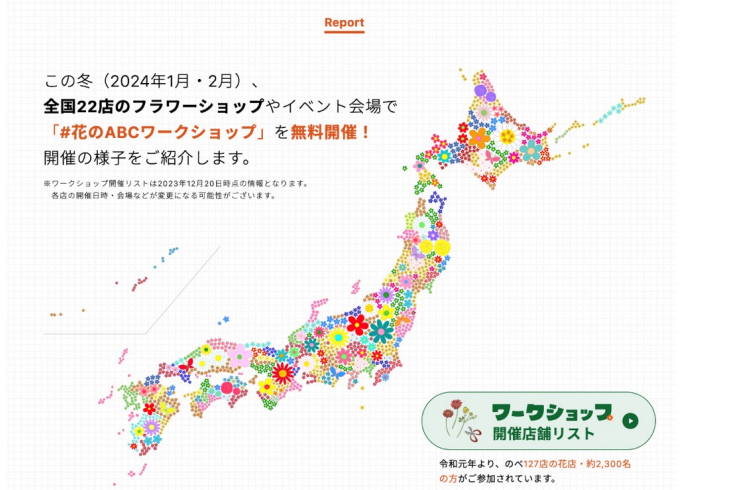 Report
この冬（2024年1月・2月）、
全国22店のフラワーショップやイベント会場で
「#花のABCワークショップ」を無料開催！
開催の様子をご紹介します。
※ワークショップ開催リストは2023年12月20日時点の情報となります。
各店の開催日時・会場などが変更になる可能性がございます。
ワークショップ
開催店舗リスト
令和元年より、のべ127店の花店・約2,300名
の方がご参加されています。